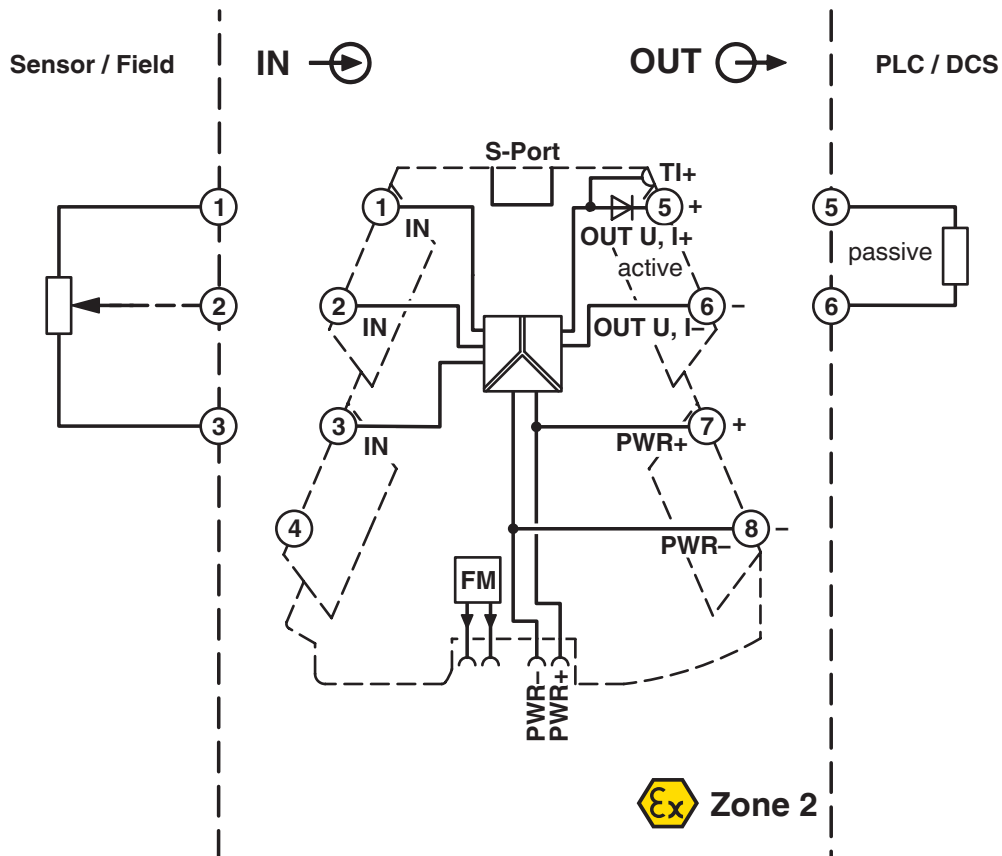 Sensor / Field
IN
OUT
PLC / DCS
S-Port
TI+
1
1
IN
5
+
OUT U, I+
active
5
passive
2
2
IN
6
–
OUT U, I–
6
3
3
IN
7
+
PWR+
4
8
–
PWR–
FM
PWR–
PWR+
Ex
Zone 2